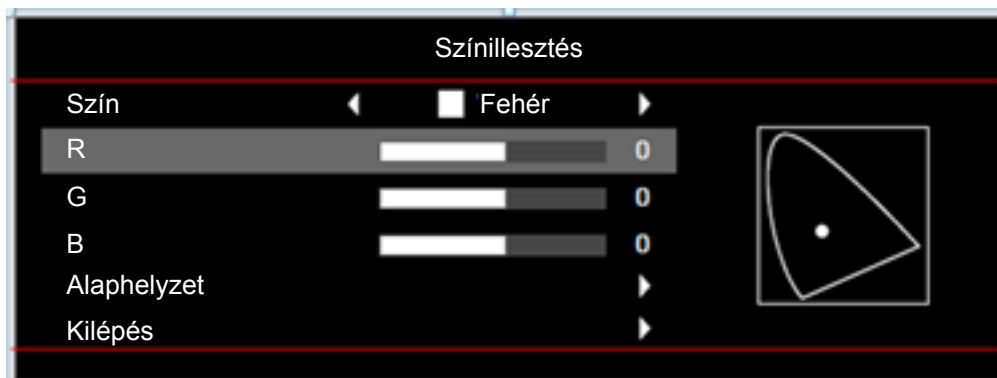 Színillesztés
Szín Fehér
R 0
G 0
B 0
Alaphelyzet
Kilépés